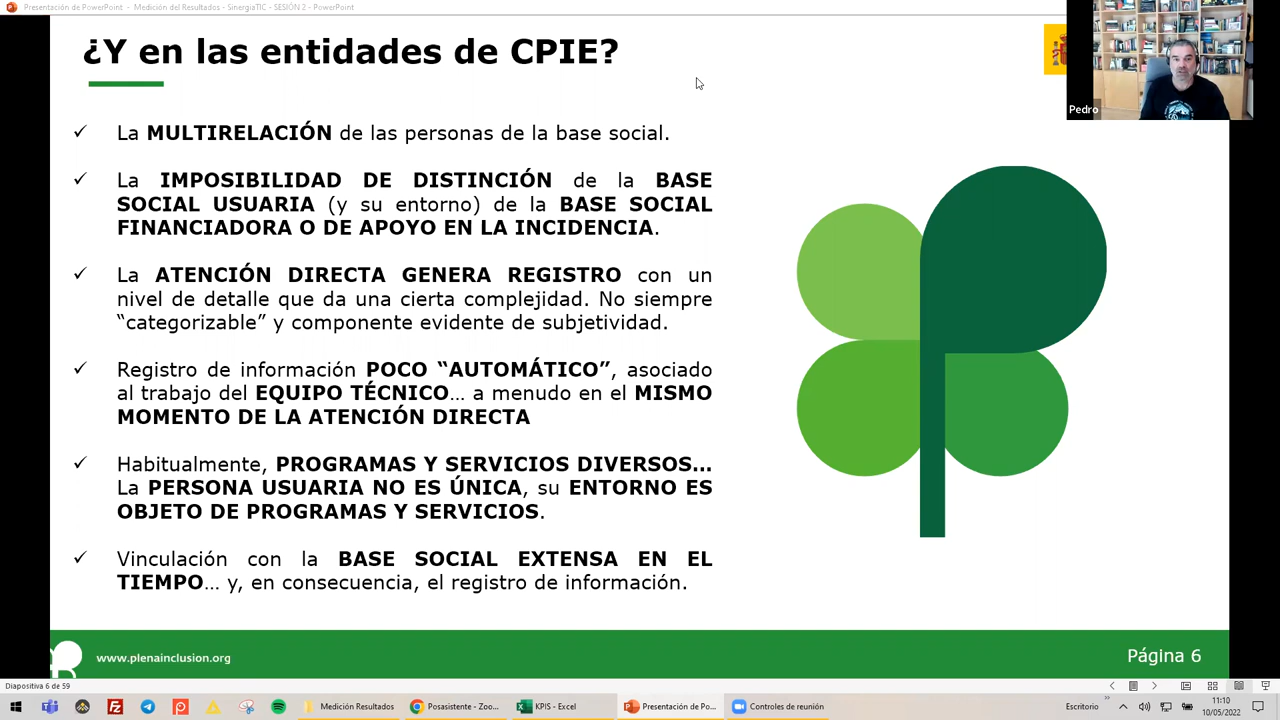 Presentación de PowerPoint - Medición del Resultados - SinergiaTIC - SESIÓN 2 - PowerPoint
¿Y en las entidades de CPIE?
Pedro
✓ La MULTIRELACIÓN de las personas de la base social.
✓ La IMPOSIBILIDAD DE DISTINCIÓN de la BASE
SOCIAL USUARIA (y su entorno) de la BASE SOCIAL
FINANCIADORA O DE APOYO EN LA INCIDENCIA.
✓ La ATENCIÓN DIRECTA GENERA REGISTRO con un
nivel de detalle que da una cierta complejidad. No siempre
“categorizable” y componente evidente de subjetividad.
✓ Registro de información POCO “AUTOMÁTICO”, asociado
al trabajo del EQUIPO TÉCNICO… a menudo en el MISMO
MOMENTO DE LA ATENCIÓN DIRECTA
✓ Habitualmente, PROGRAMAS Y SERVICIOS DIVERSOS…
La PERSONA USUARIA NO ES ÚNICA, su ENTORNO ES
OBJETO DE PROGRAMAS Y SERVICIOS.
✓ Vinculación con la BASE SOCIAL EXTENSA EN EL
TIEMPO… y, en consecuencia, el registro de información.
www.plenainclusion.org
Página 6
Diapositiva 6 de 59
Medición Resultados
Posasistente - Zoo...
KPIS - Excel
Presentación de Po...
Controles de reunión
Escritorio
11:10
10/05/2022